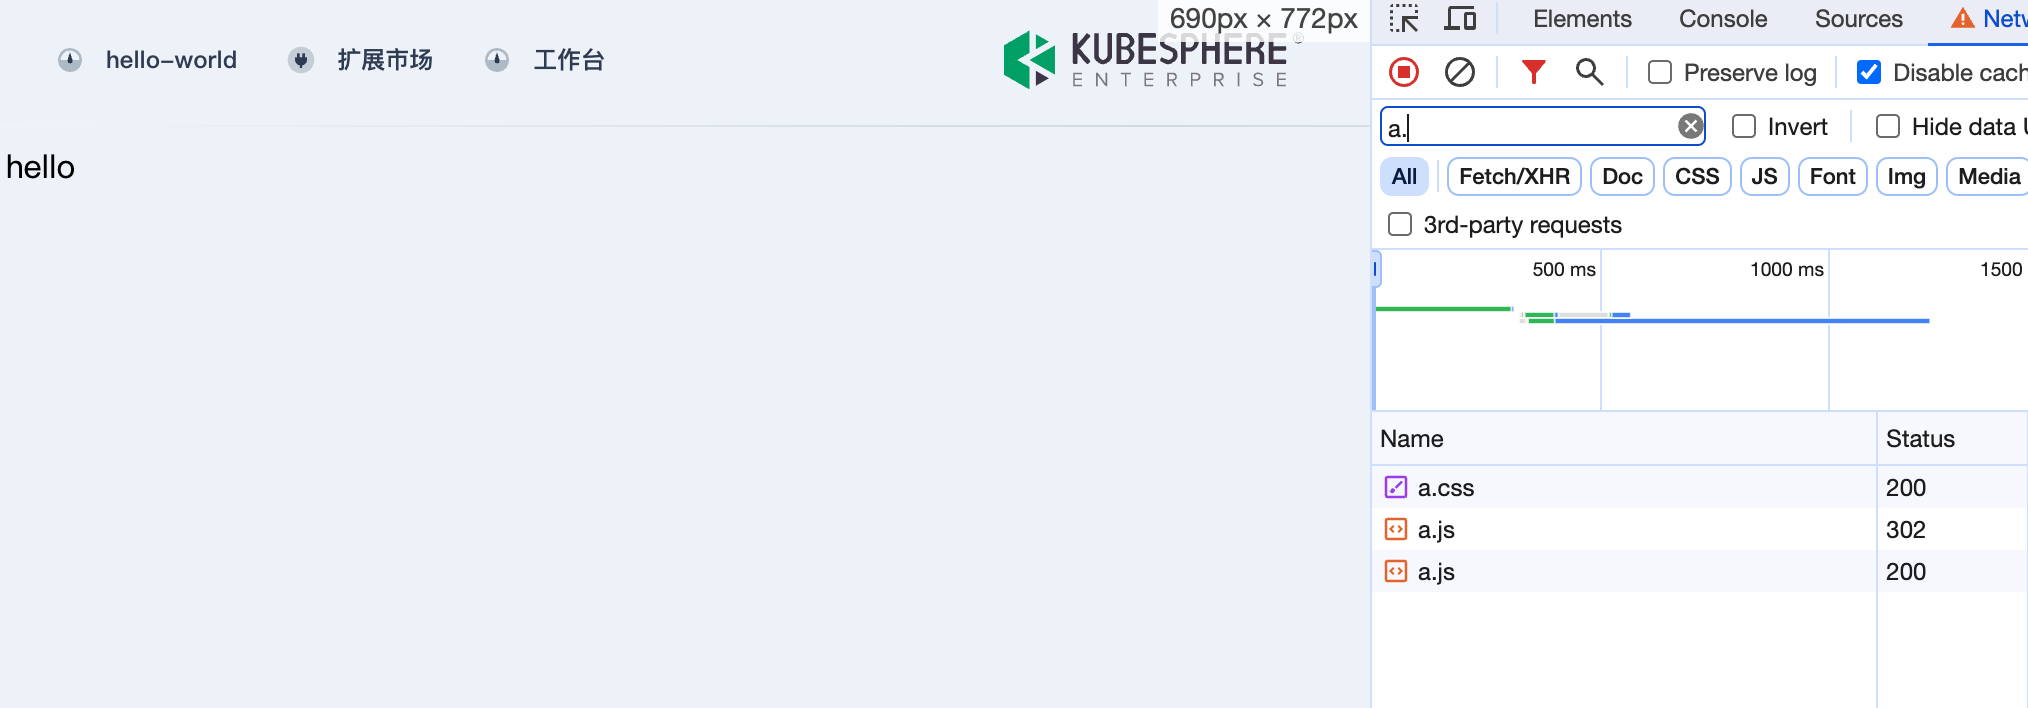 hello-world 扩展市场 工作台
KUBESPHERE®
ENTERPRISE
690px × 772px
hello
Elements Console Sources Netw
Preserve log Disable cach
a.
Invert Hide data U
All Fetch/XHR Doc CSS JS Font Img Media
3rd-party requests
500 ms 1000 ms 1500
Name Status
a.css 200
a.js 302
a.js 200